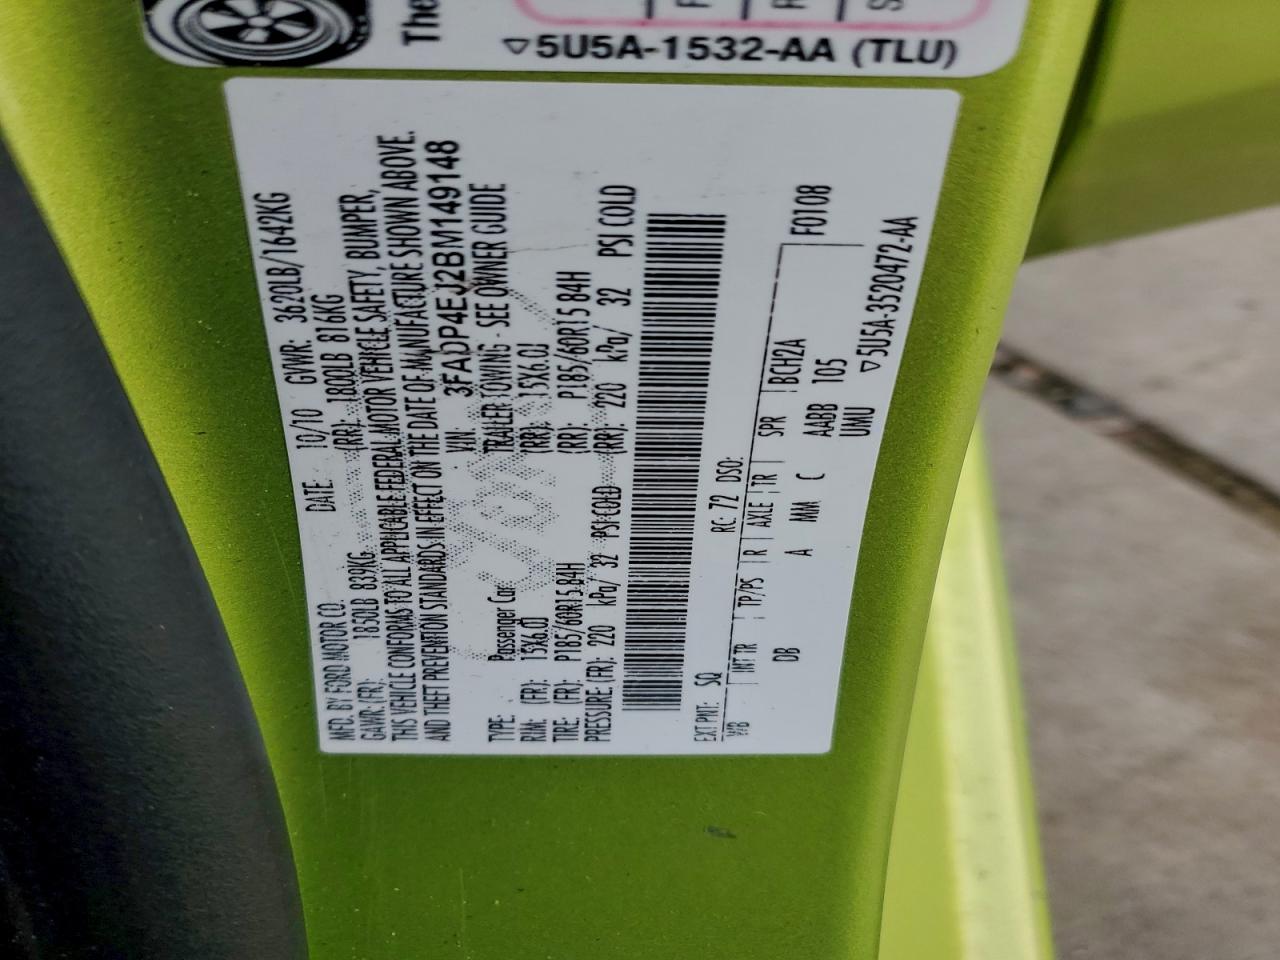 The
5U5A-1532-AA (TLU)
MFD. BY FORD MOTOR CO. DATE: 10/10 GVWR: 3620LB/1642KG
GAWR: (FR): 1850LB 839KG (RR): 1800LB 816KG
THIS VEHICLE CONFORMS TO ALL APPLICABLE FEDERAL MOTOR VEHICLE SAFETY, BUMPER,
AND THEFT PREVENTION STANDARDS IN EFFECT ON THE DATE OF MANUFACTURE SHOWN ABOVE.
VIN: 3FADP4EJ2BM149148
TYPE: Passenger Car TRAILER TOWING - SEE OWNER GUIDE
RIM: (FR): 15X6.0J (RR): 15X6.0J
TIRE: (FR): P185/60R15 84H (RR): P185/60R15 84H
PRESSURE: (FR): 220 kPa/ 32 PSI COLD (RR): 220 kPa/ 32 PSI COLD
EXT PNT: SQ RC: 72 DSO:
WB INT TR TP/PS R AXLE TR SPR BCH2A F0108
DB A MM C AABB 105
UMU
5U5A-3520472-AA